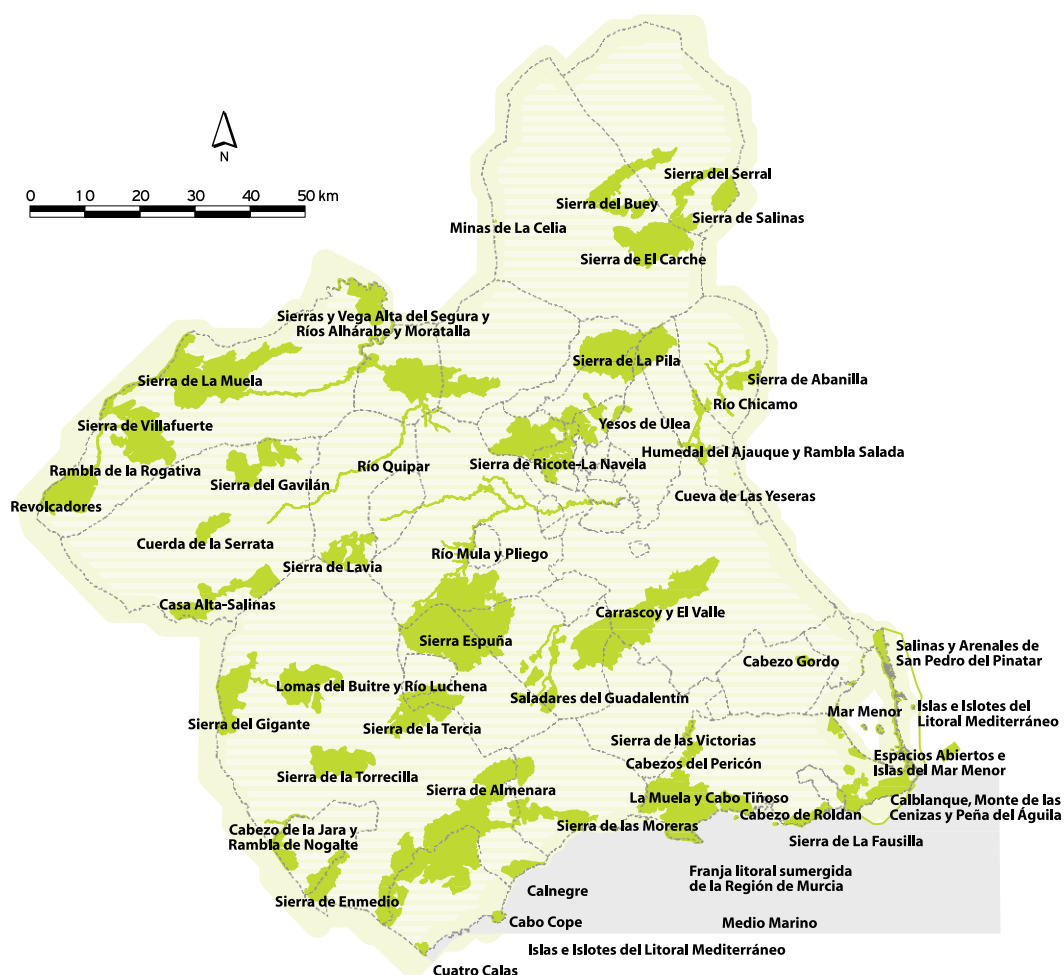 N
0 10 20 30 40 50 km
Sierra del Serral
Sierra del Buey
Sierra de Salinas
Minas de La Celia
Sierra de El Carche
Sierras y Vega Alta del Segura y
Ríos Alhárabe y Moratalla
Sierra de La Pila
Sierra de La Muela
Sierra de Abanilla
Río Chicamo
Sierra de Villafuerte
Yesos de Ulea
Humedal del Ajauque y Rambla Salada
Rambla de la Rogativa
Río Quipar
Sierra de Ricote-La Navela
Sierra del Gavilán
Revolcadores
Cueva de Las Yeseras
Cuerda de la Serrata
Río Mula y Pliego
Sierra de Lavia
Casa Alta-Salinas
Carrascoy y El Valle
Sierra Espuña
Salinas y Arenales de
San Pedro del Pinatar
Cabezo Gordo
Lomas del Buitre y Río Luchena
Saladares del Guadalentín
Islas e Islotes del
Litoral Mediterráneo
Mar Menor
Sierra del Gigante
Sierra de la Tercia
Sierra de las Victorias
Espacios Abiertos e
Islas del Mar Menor
Cabezos del Pericón
Sierra de la Torrecilla
Sierra de Almenara
La Muela y Cabo Tiñoso
Calblanque, Monte de las
Cenizas y Peña del Águila
Cabezo de Roldan
Sierra de las Moreras
Cabezo de la Jara y
Rambla de Nogalte
Sierra de La Fausilla
Franja litoral sumergida
de la Región de Murcia
Calnegre
Sierra de Enmedio
Cabo Cope
Medio Marino
Islas e Islotes del Litoral Mediterráneo
Cuatro Calas